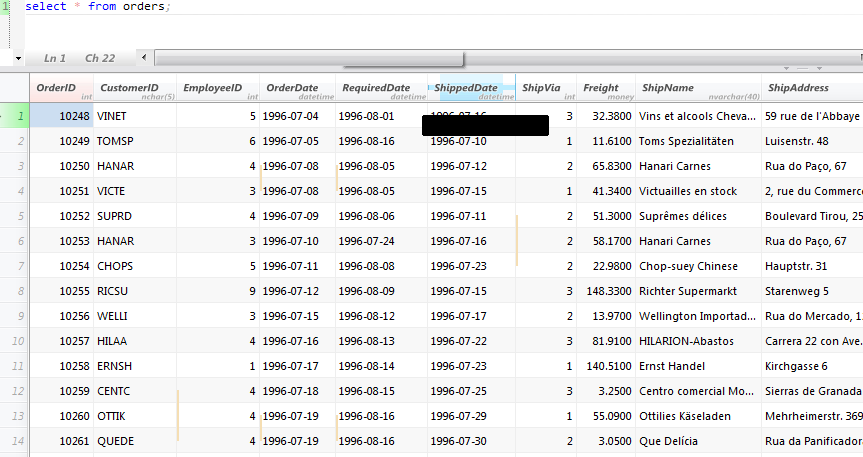 1 select * from orders;
Ln 1 Ch 22
OrderID int CustomerID nchar(5) EmployeeID int OrderDate datetime RequiredDate datetime ShippedDate datetime ShipVia int Freight money ShipName nvarchar(40) ShipAddress
1 10248 VINET 5 1996-07-04 1996-08-01 3 32.3800 Vins et alcools Cheva... 59 rue de l'Abbaye
2 10249 TOMSP 6 1996-07-05 1996-08-16 1996-07-10 1 11.6100 Toms Spezialitäten Luisenstr. 48
3 10250 HANAR 4 1996-07-08 1996-08-05 1996-07-12 2 65.8300 Hanari Carnes Rua do Paço, 67
4 10251 VICTE 3 1996-07-08 1996-08-05 1996-07-15 1 41.3400 Victuailles en stock 2, rue du Commerc
5 10252 SUPRD 4 1996-07-09 1996-08-06 1996-07-11 2 51.3000 Suprêmes délices Boulevard Tirou, 25
6 10253 HANAR 3 1996-07-10 1996-07-24 1996-07-16 2 58.1700 Hanari Carnes Rua do Paço, 67
7 10254 CHOPS 5 1996-07-11 1996-08-08 1996-07-23 2 22.9800 Chop-suey Chinese Hauptstr. 31
8 10255 RICSU 9 1996-07-12 1996-08-09 1996-07-15 3 148.3300 Richter Supermarkt Starenweg 5
9 10256 WELLI 3 1996-07-15 1996-08-12 1996-07-17 2 13.9700 Wellington Importad... Rua do Mercado, 1
10 10257 HILAA 4 1996-07-16 1996-08-13 1996-07-22 3 81.9100 HILARION-Abastos Carrera 22 con Ave.
11 10258 ERNSH 1 1996-07-17 1996-08-14 1996-07-23 1 140.5100 Ernst Handel Kirchgasse 6
12 10259 CENTC 4 1996-07-18 1996-08-15 1996-07-25 3 3.2500 Centro comercial Mo... Sierras de Granada
13 10260 OTTIK 4 1996-07-19 1996-08-16 1996-07-29 1 55.0900 Ottilies Käseladen Mehrheimerstr. 369
14 10261 QUEDE 4 1996-07-19 1996-08-16 1996-07-30 2 3.0500 Que Delícia Rua da Panificador